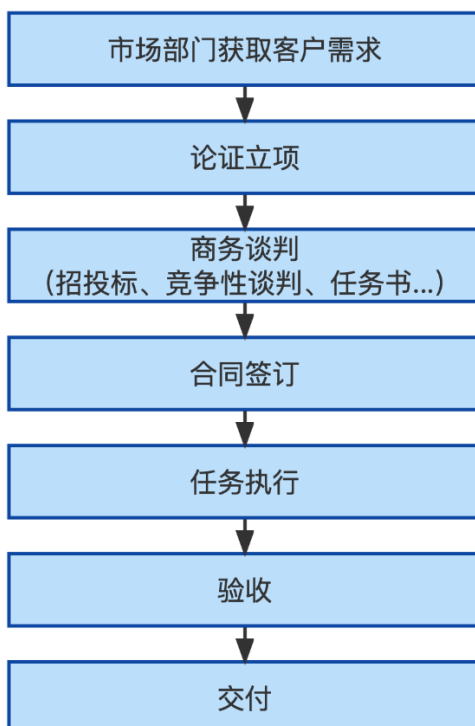 市场部门获取客户需求
论证立项
商务谈判
（招投标、竞争性谈判、任务书...）
合同签订
任务执行
验收
交付